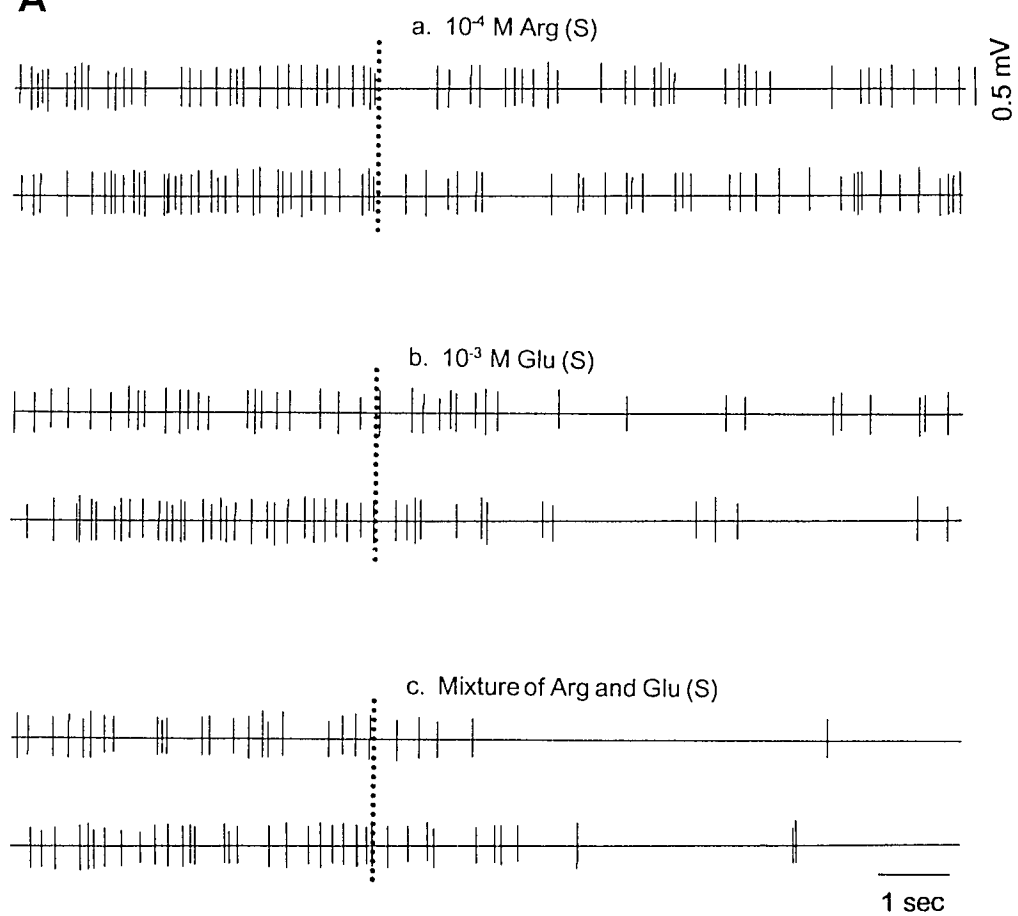 A
a. 10⁻⁴ M Arg (S)
0.5 mV
b. 10⁻³ M Glu (S)
c. Mixture of Arg and Glu (S)
1 sec